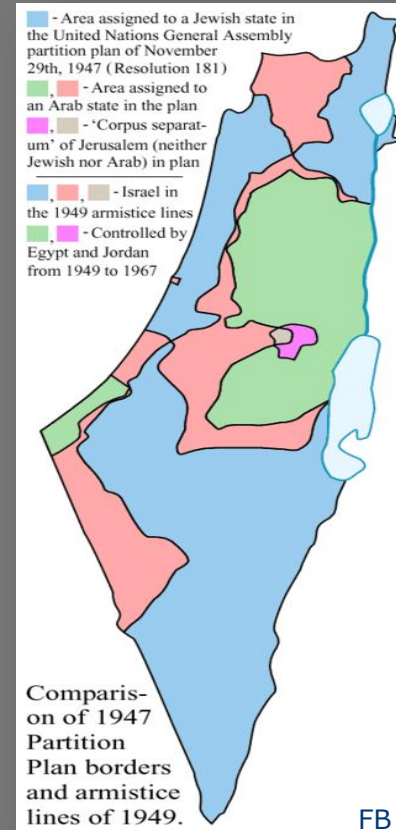 - Area assigned to a Jewish state in
the United Nations General Assembly
partition plan of November
29th, 1947 (Resolution 181)
, - Area assigned to
an Arab state in the plan
, - ‘Corpus separat-
um’ of Jerusalem (neither
Jewish nor Arab) in plan
, , - Israel in
the 1949 armistice lines
, - Controlled by
Egypt and Jordan
from 1949 to 1967
Comparis-
on of 1947
Partition
Plan borders
and armistice
lines of 1949.
FB